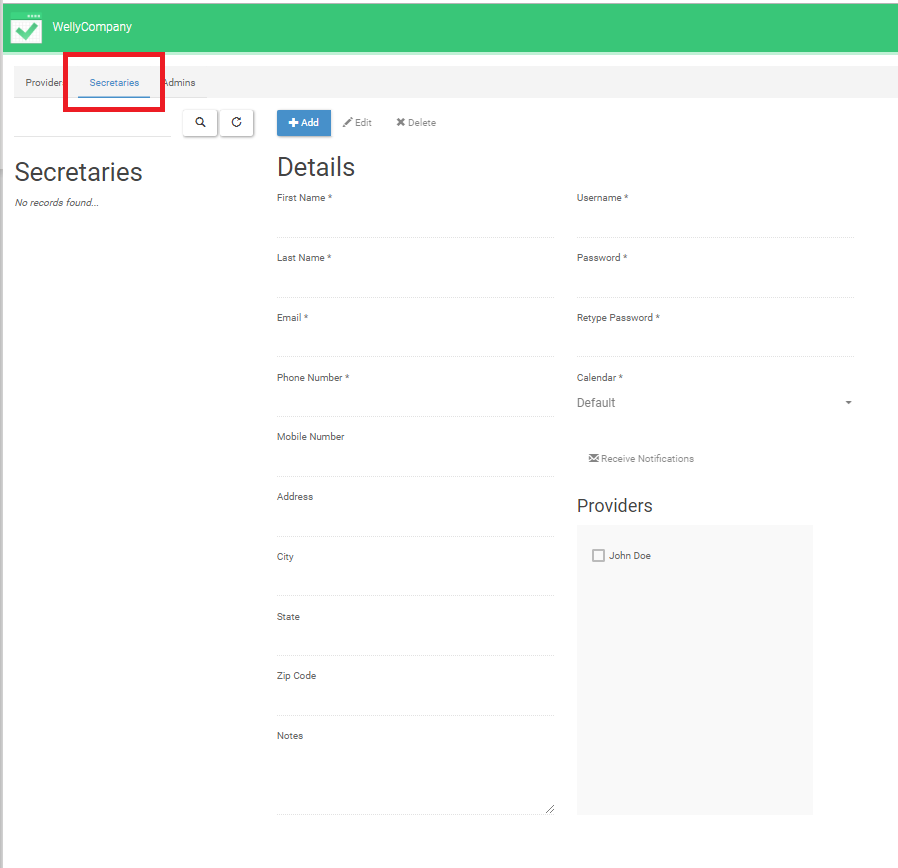 WellyCompany
Provider Secretaries Admins
Add Edit Delete
Secretaries
No records found...
Details
First Name *
Username *
Last Name *
Password *
Email *
Retype Password *
Phone Number *
Calendar *
Default
Mobile Number
Receive Notifications
Address
Providers
City
John Doe
State
Zip Code
Notes